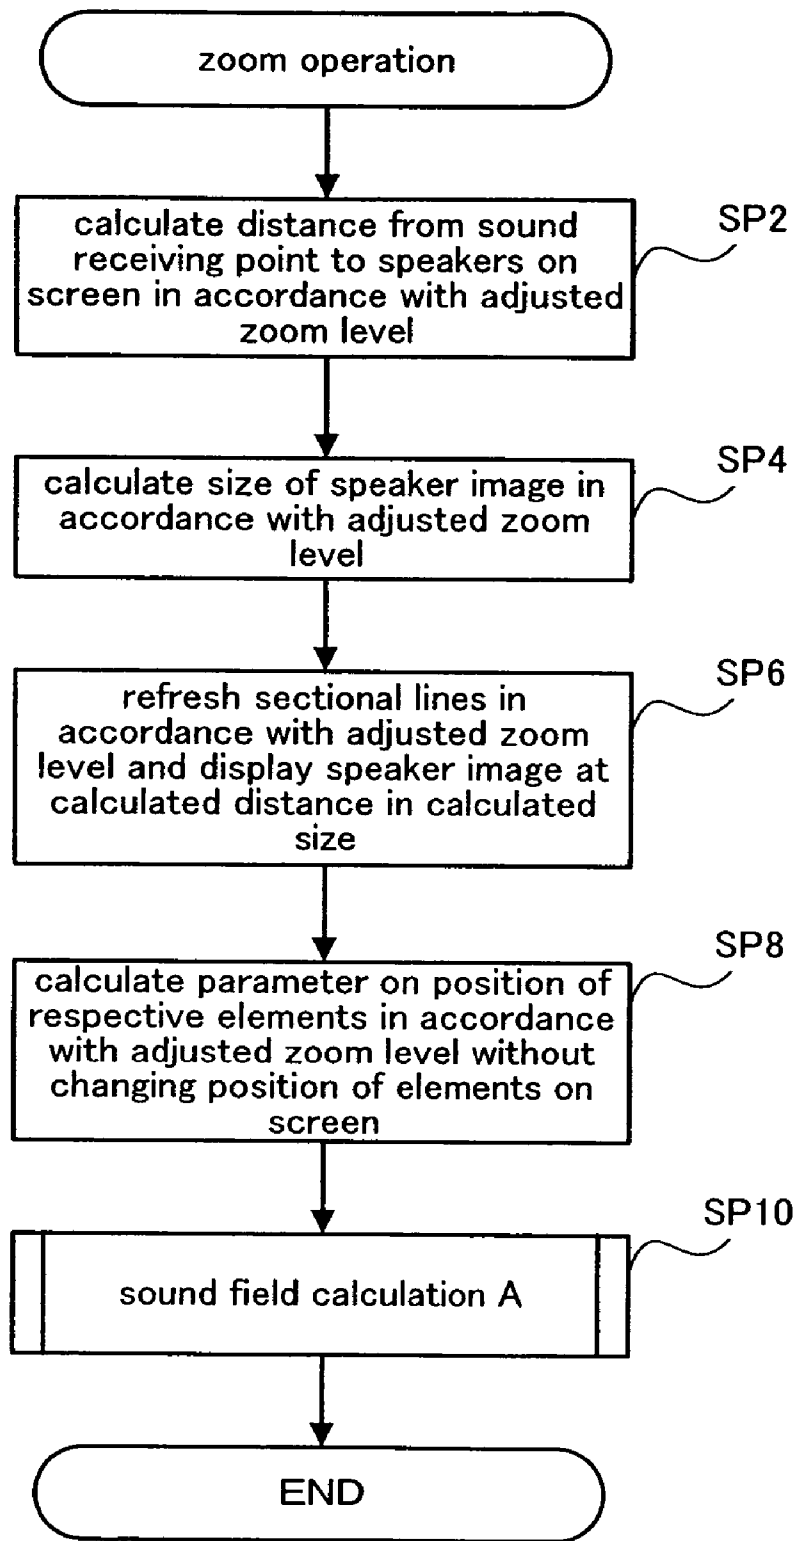 zoom operation
calculate distance from sound
receiving point to speakers on
screen in accordance with adjusted
zoom level
SP2
calculate size of speaker image in
accordance with adjusted zoom
level
SP4
refresh sectional lines in
accordance with adjusted zoom
level and display speaker image at
calculated distance in calculated
size
SP6
calculate parameter on position of
respective elements in accordance
with adjusted zoom level without
changing position of elements on
screen
SP8
sound field calculation A
SP10
END